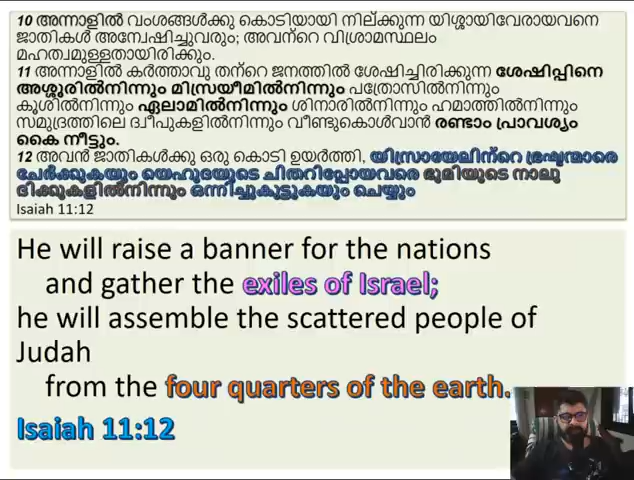 10 അന്നാളിൽ വംശങ്ങൾക്കു കൊടിയായി നില്ക്കുന്ന യിശ്ശായിവേരായവനെ
ജാതികൾ അന്വേഷിച്ചുവരും; അവന്റെ വിശ്രാമസ്ഥലം
മഹത്വമുള്ളതായിരിക്കും.
11 അന്നാളിൽ കർത്താവു തന്റെ ജനത്തിൽ ശേഷിച്ചിരിക്കുന്ന ശേഷിപ്പിനെ
അശ്ശൂരിൽനിന്നും മിസ്രയീമിൽനിന്നും പത്രോസിൽനിന്നും
കൂശിൽനിന്നും ഏലാമിൽനിന്നും ശിനാരിൽനിന്നും ഹമാത്തിൽനിന്നും
സമുദ്രത്തിലെ ദ്വീപുകളിൽനിന്നും വീണ്ടുകൊൾവാൻ രണ്ടാം പ്രാവശ്യം
കൈ നീട്ടും.
12 അവൻ ജാതികൾക്കു ഒരു കൊടി ഉയർത്തി, യിസ്രായേലിന്റെ ഭ്രഷ്ടന്മാരെ
ചേർക്കുകയും യെഹൂദയുടെ ചിതറിപ്പോയവരെ ഭൂമിയുടെ നാലു
ദിക്കുകളിൽനിന്നും ഒന്നിച്ചുകൂട്ടുകയും ചെയ്യും
Isaiah 11:12
He will raise a banner for the nations
and gather the exiles of Israel;
he will assemble the scattered people of
Judah
from the four quarters of the earth.
Isaiah 11:12